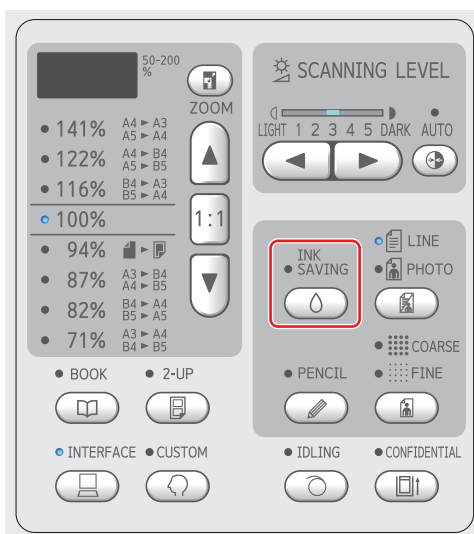 50-200
%
ZOOM
141% A4 ► A3
A5 ► A4
122% A4 ► B4
A5 ► B5
116% B4 ► A3
B5 ► A4
100%
1:1
94%
87% A3 ► B4
A4 ► B5
82% B4 ► A4
B5 ► A5
71% A3 ► A4
B4 ► B5
BOOK
2-UP
INTERFACE
CUSTOM
SCANNING LEVEL
LIGHT 1 2 3 4 5 DARK AUTO
INK
SAVING
LINE
PHOTO
COARSE
PENCIL
FINE
IDLING
CONFIDENTIAL